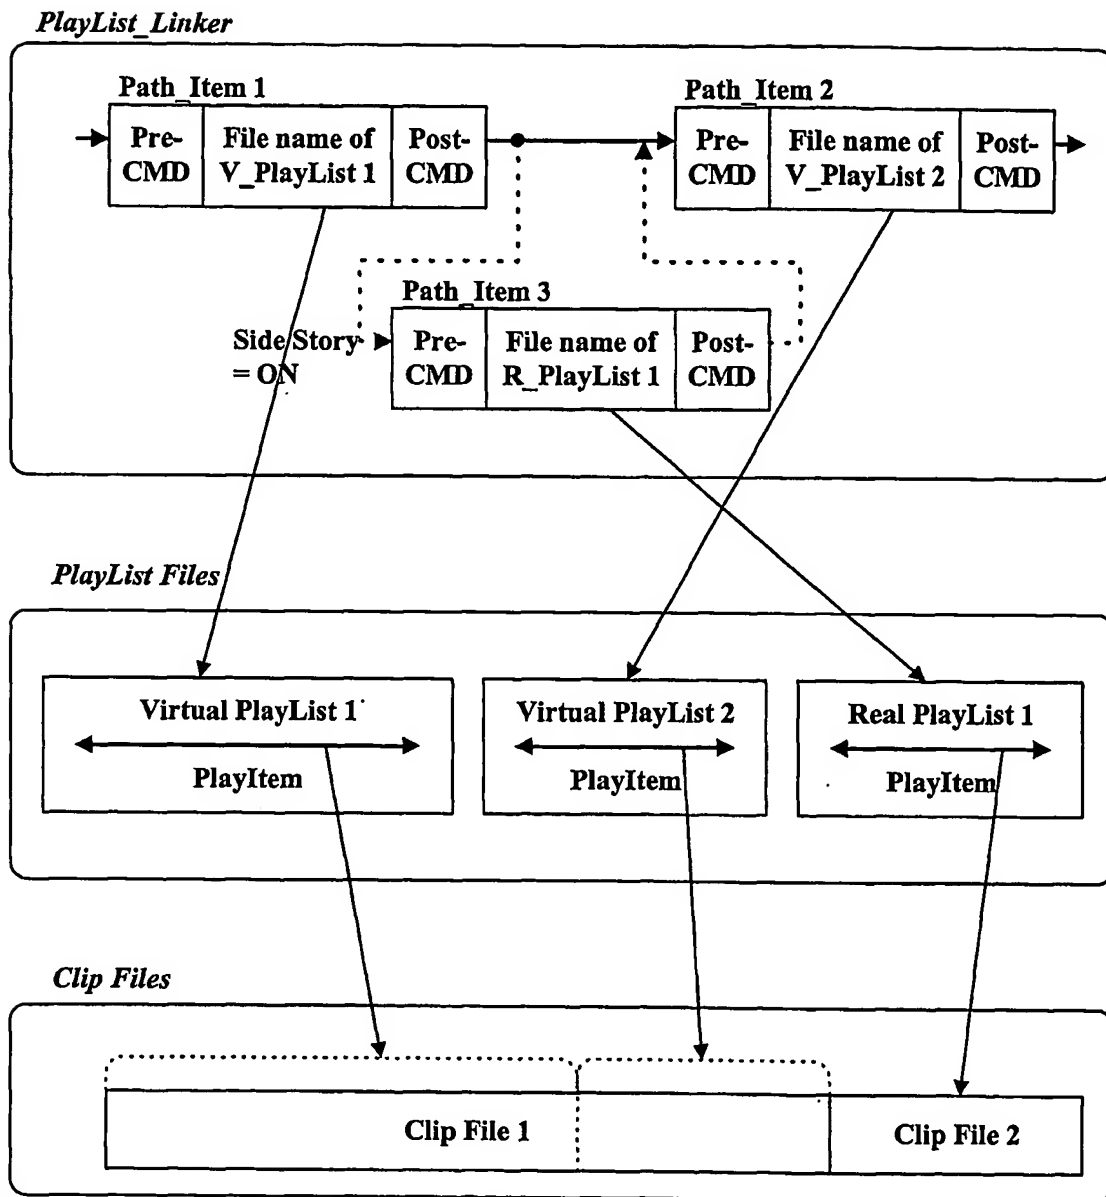 PlayList_Linker
Path_Item 1
Pre-
CMD
File name of
V_PlayList 1
Post-
CMD
Path_Item 2
Pre-
CMD
File name of
V_PlayList 2
Post-
CMD
Side Story
= ON
Path_Item 3
Pre-
CMD
File name of
R_PlayList 1
Post-
CMD
PlayList Files
Virtual PlayList 1
PlayItem
Virtual PlayList 2
PlayItem
Real PlayList 1
PlayItem
Clip Files
Clip File 1
Clip File 2